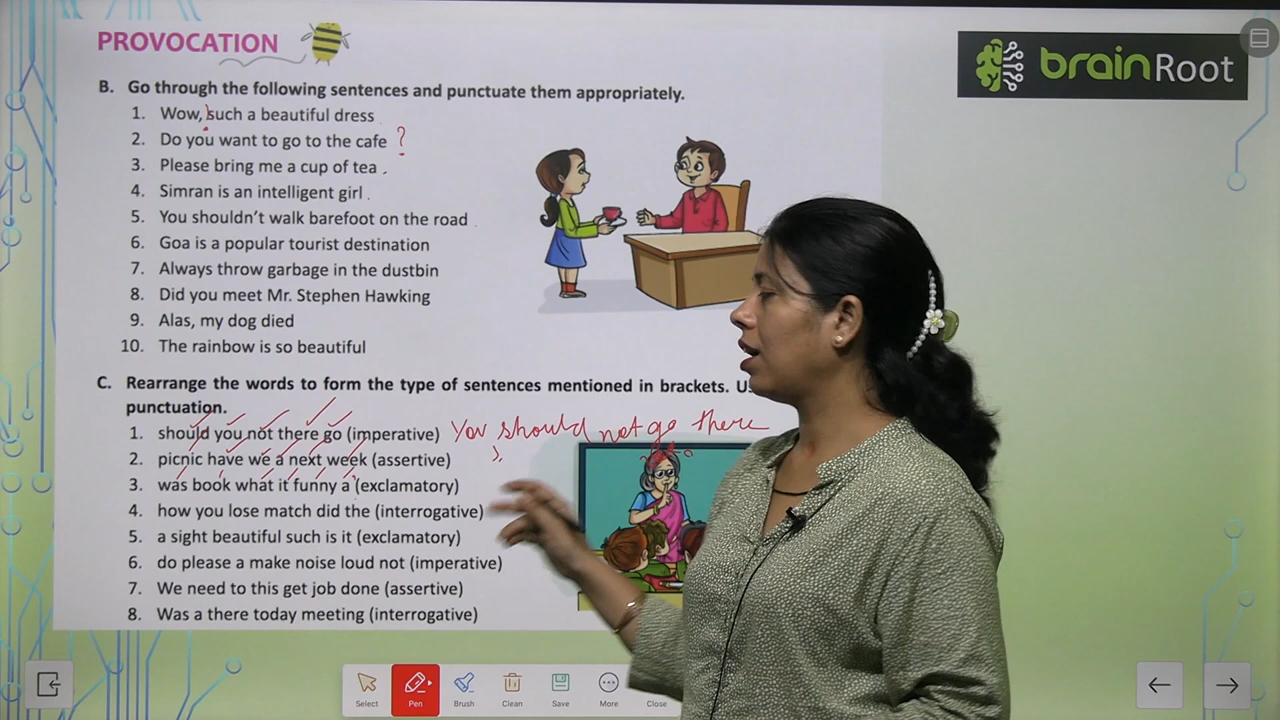 PROVOCATION
brainRoot
B. Go through the following sentences and punctuate them appropriately.
1. Wow, such a beautiful dress
2. Do you want to go to the cafe ?
3. Please bring me a cup of tea .
4. Simran is an intelligent girl .
5. You shouldn't walk barefoot on the road .
6. Goa is a popular tourist destination
7. Always throw garbage in the dustbin
8. Did you meet Mr. Stephen Hawking
9. Alas, my dog died
10. The rainbow is so beautiful
C. Rearrange the words to form the type of sentences mentioned in brackets.
punctuation.
1. should you not there go (imperative) You should not go there
2. picnic have we a next week (assertive)
3. was book what it funny a (exclamatory)
4. how you lose match did the (interrogative)
5. a sight beautiful such is it (exclamatory)
6. do please a make noise loud not (imperative)
7. We need to this get job done (assertive)
8. Was a there today meeting (interrogative)
Select Pen Brush Clean Save More Close